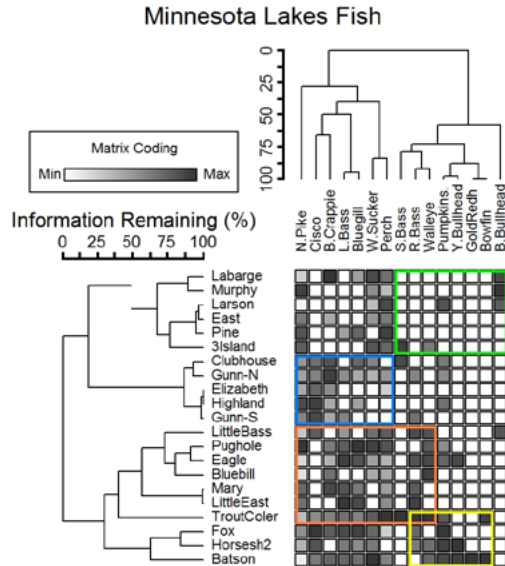 Minnesota Lakes Fish
0
25
50
75
100
Matrix Coding
Min Max
Information Remaining (%)
0 25 50 75 100
N.Pike
Cisco
B.Crappie
L.Bass
Bluegill
W.Sucker
Perch
S.Bass
R.Bass
Walleye
Pumpkins.
Y.Bullhead
GoldRedh
Bowfin
B.Bullhead
Labarge
Murphy
Larson
East
Pine
3Island
Clubhouse
Gunn-N
Elizabeth
Highland
Gunn-S
LittleBass
Pughole
Eagle
Bluebill
Mary
LittleEast
TroutColer
Fox
Horsesh2
Batson